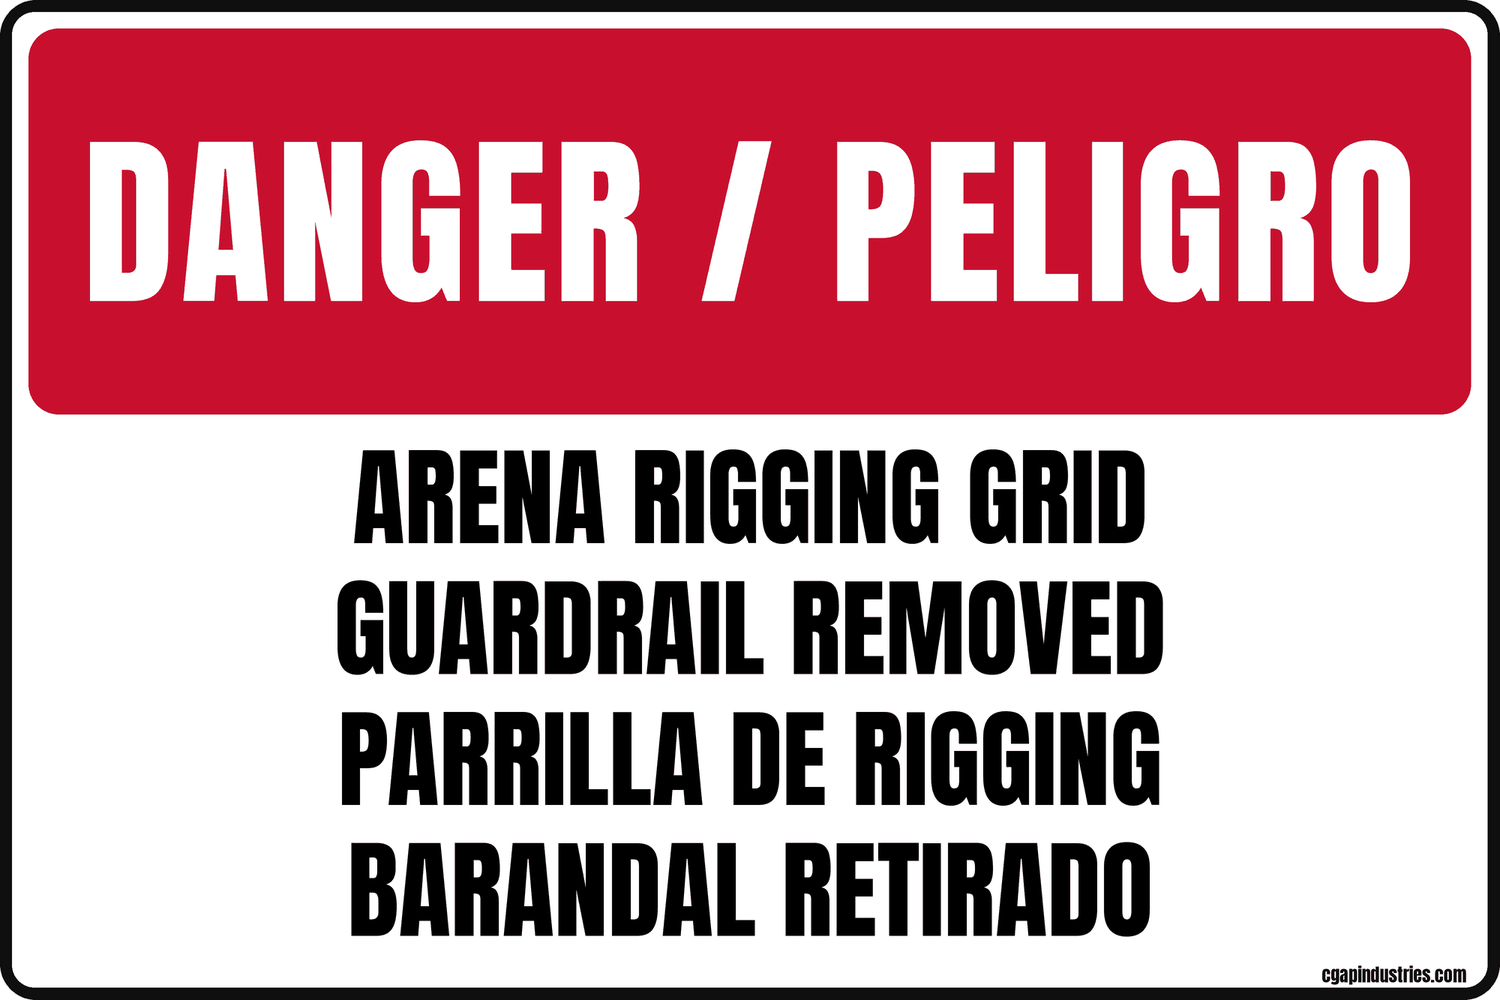 DANGER / PELIGRO
ARENA RIGGING GRID
GUARDRAIL REMOVED
PARRILLA DE RIGGING
BARANDAL RETIRADO
cgapindustries.com